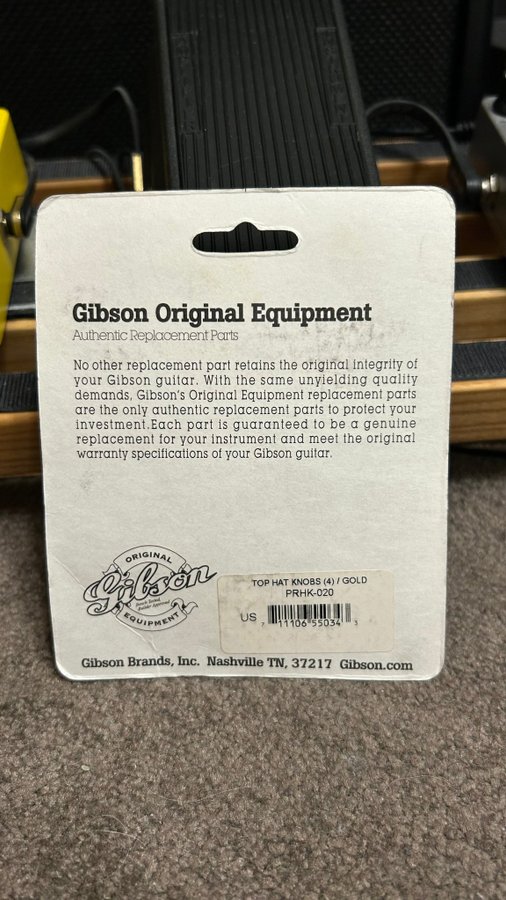 Gibson Original Equipment
Authentic Replacement Parts
No other replacement part retains the original integrity of
your Gibson guitar. With the same unyielding quality
demands, Gibson's Original Equipment replacement parts
are the only authentic replacement parts to protect your
investment.Each part is guaranteed to be a genuine
replacement for your instrument and meet the original
warranty specifications of your Gibson guitar.
ORIGINAL
Gibson
Bench Tested,
Builder Approved
EQUIPMENT
TOP HAT KNOBS (4) / GOLD
PRHK-020
US 7 11106 55034 3
Gibson Brands, Inc. Nashville TN, 37217 Gibson.com